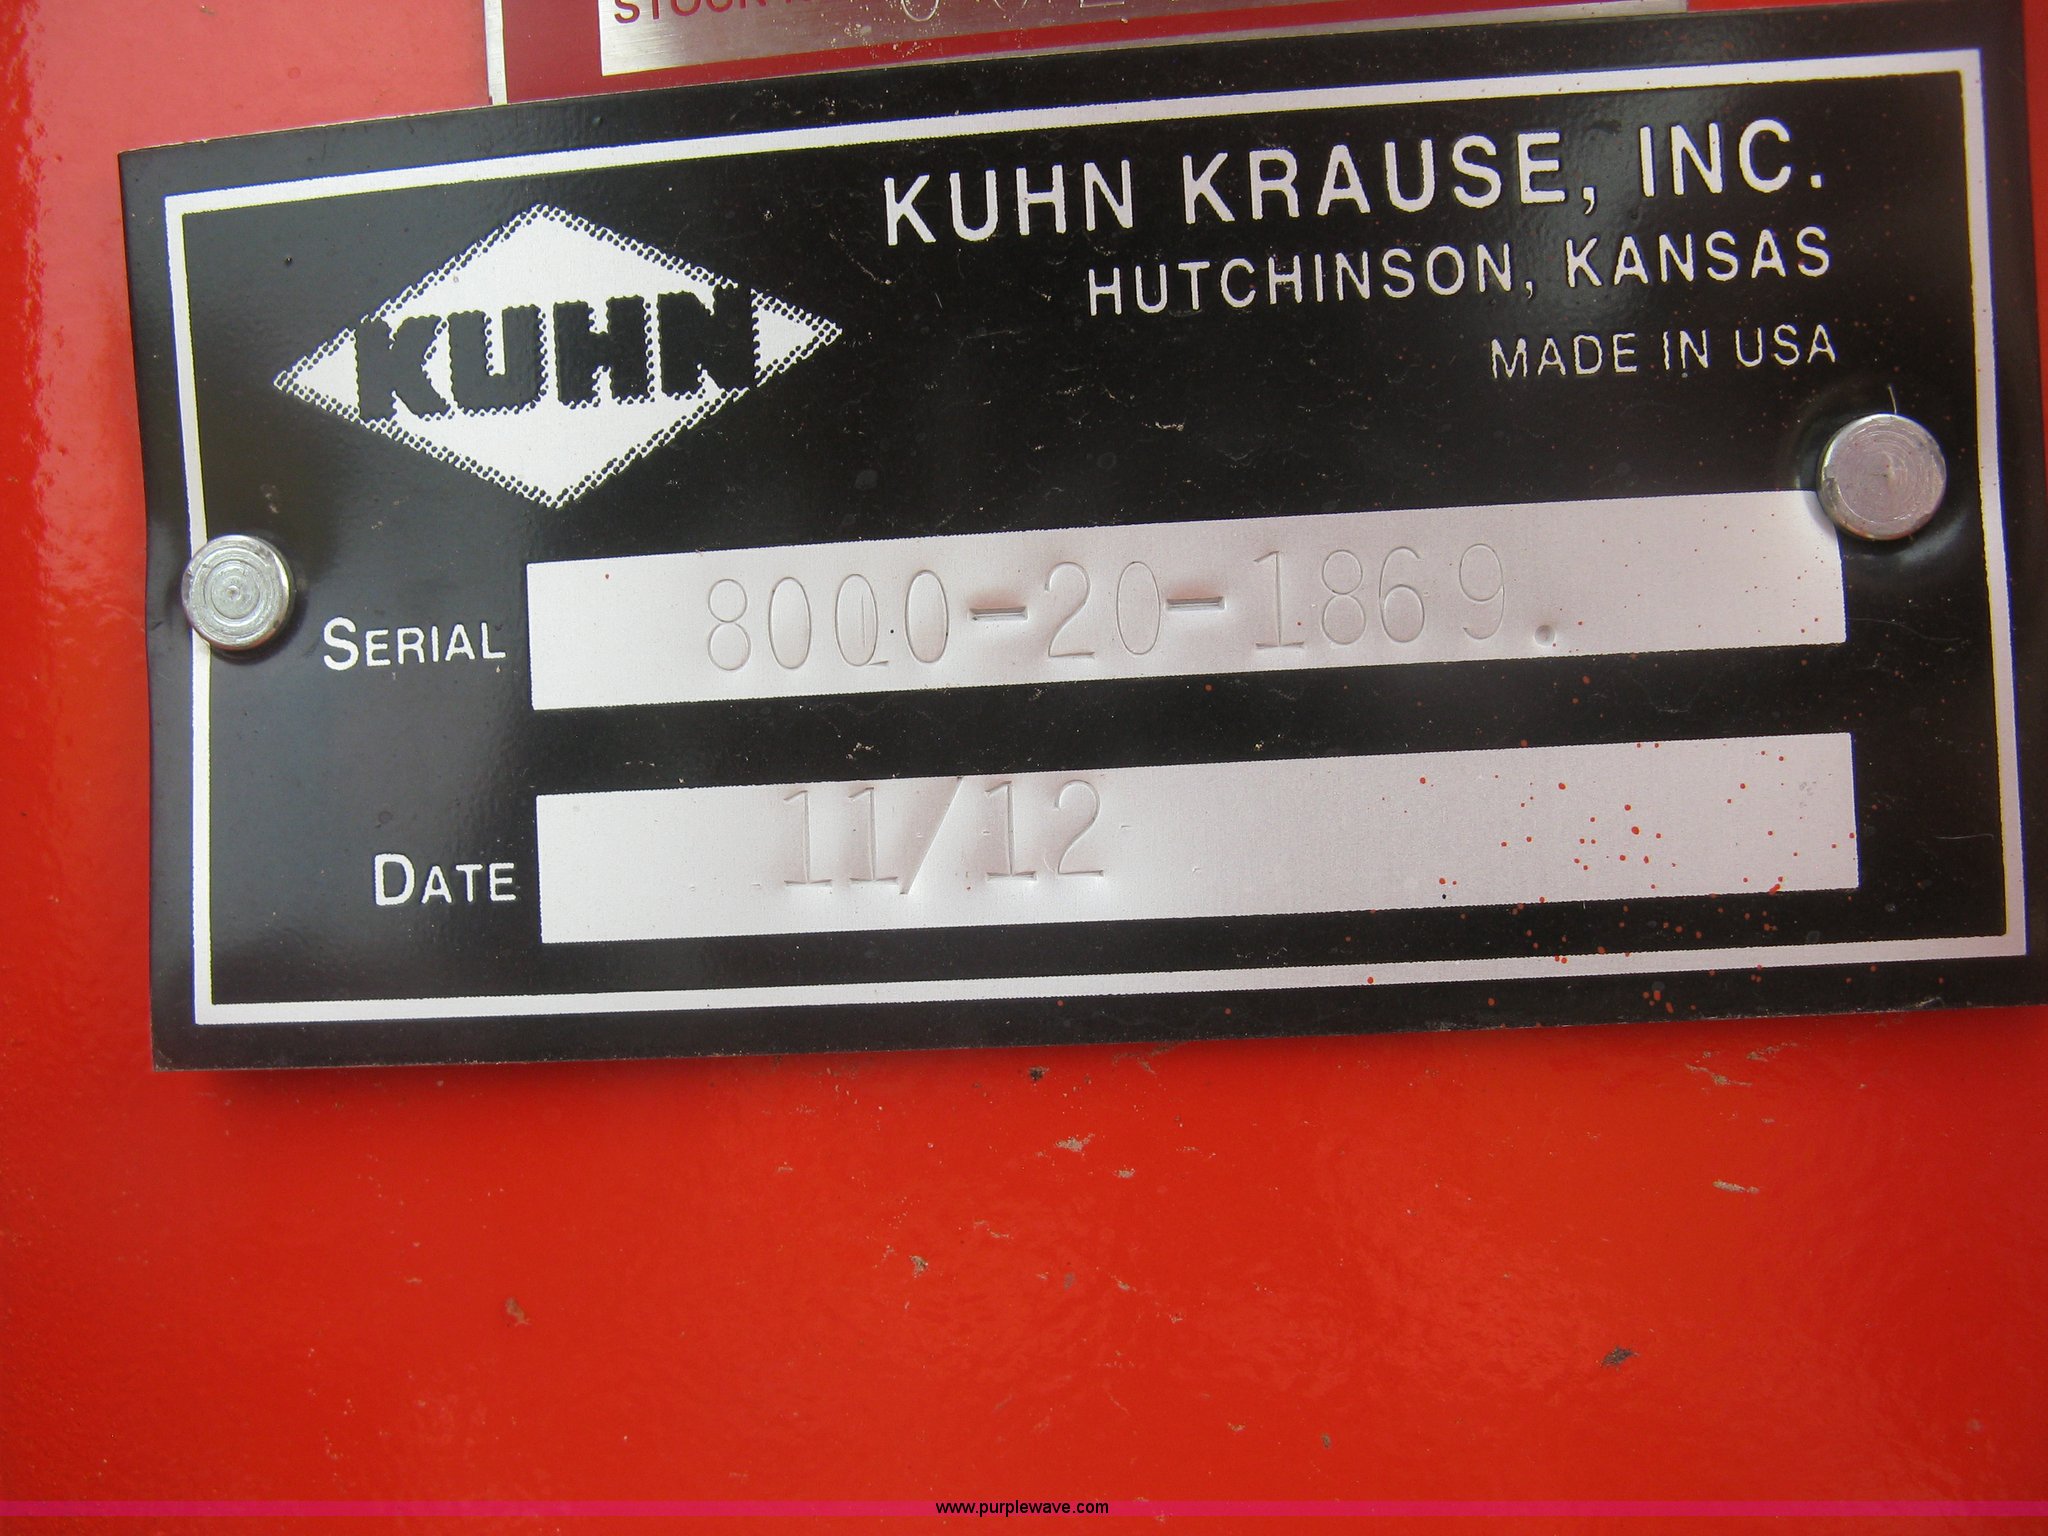 KUHN KRAUSE, INC.
HUTCHINSON, KANSAS
MADE IN USA
KUHN
SERIAL 8000-20-1869.
DATE 11/12
www.purplewave.com